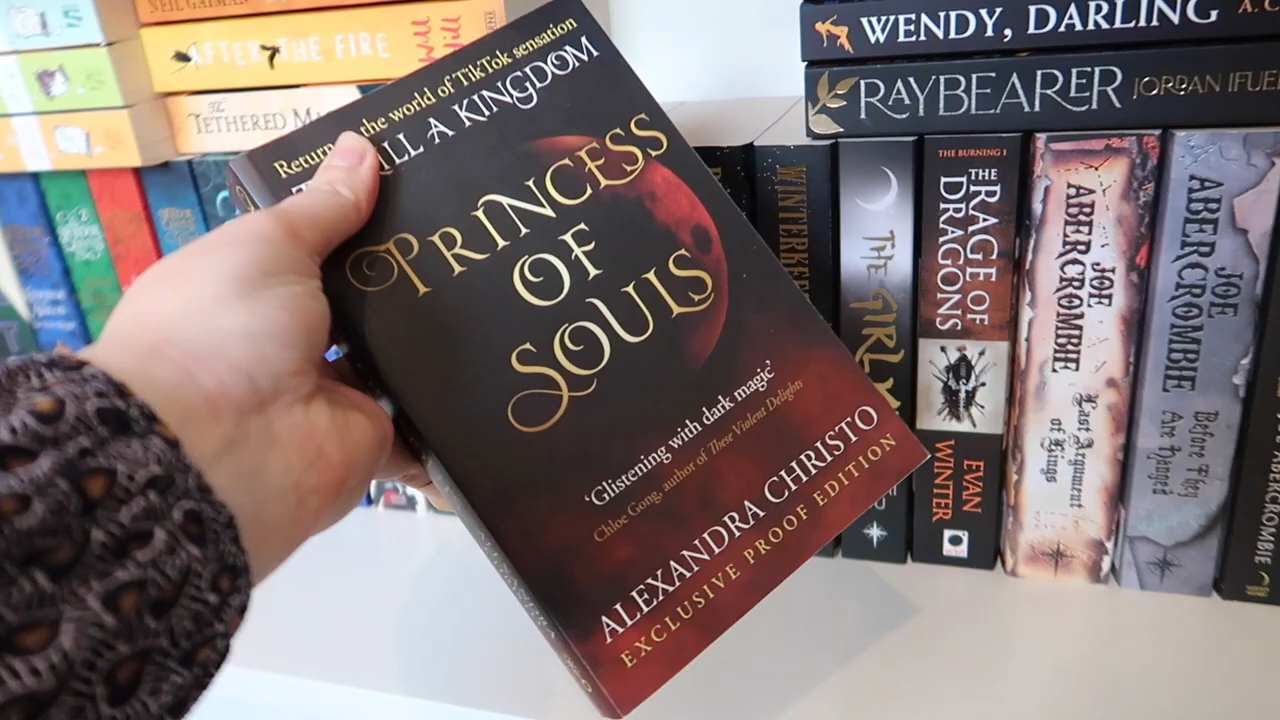 NEIL GAIMAN
AFTER THE FIRE
Will Hill
The
TETHERED
WENDY, DARLING
A.C
RAYBEARER
JORDAN IFUE
Return
the world of TikTok sensation
ILL A KINGDOM
PRINCESS
OF
SOULS
'Glistening with dark magic'
Chloe Gong, author of These Violent Delights
ALEXANDRA CHRISTO
EXCLUSIVE PROOF EDITION
WINTERKEE
THE GIRL
THE BURNING 1
THE
RAGE OF
DRAGONS
EVAN
WINTER
JOE
ABERCROMBIE
Last Argument
of Kings
JOE
ABERCROMBIE
Before They
Are Hanged
ABERCROMBIE